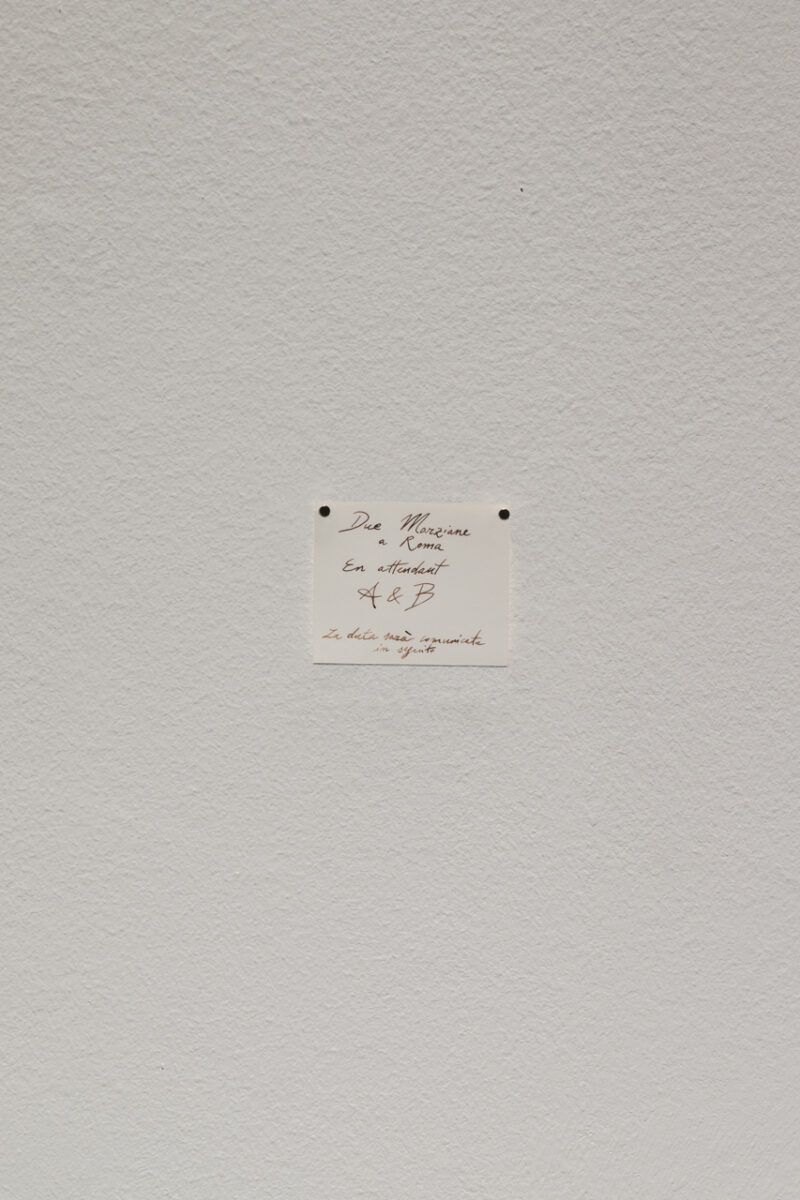 Due Marziane
a Roma
En attendant
A & B
La data sarà comunicata
in seguito